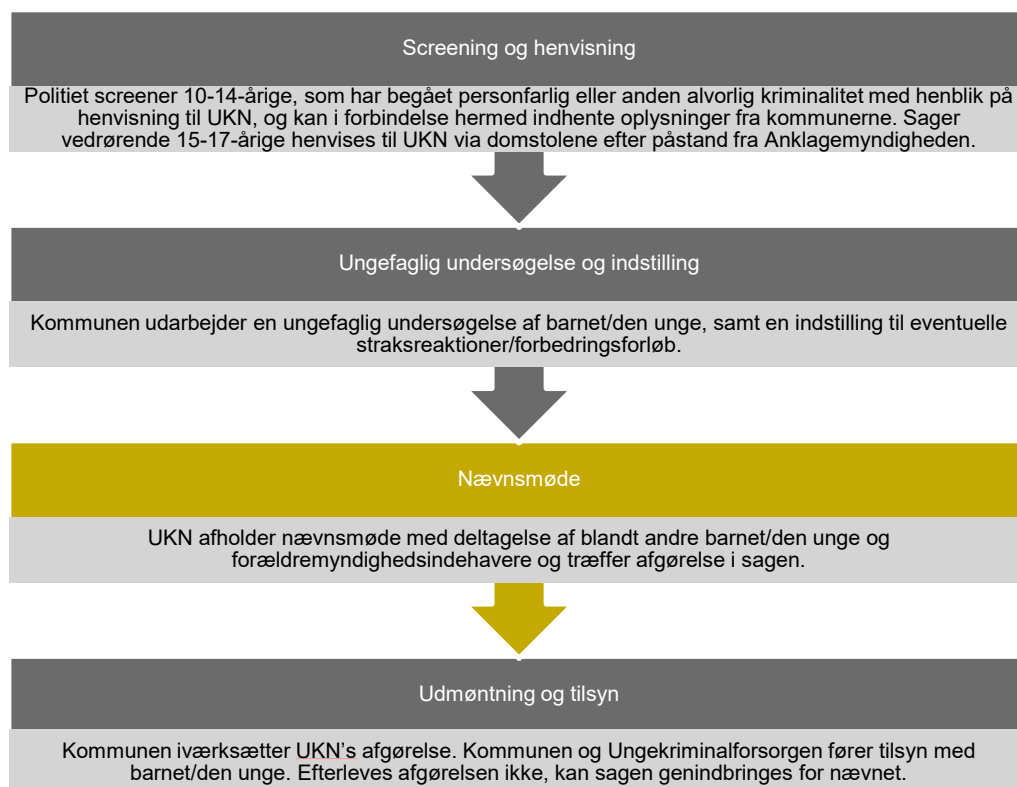 Screening og henvisning
Politiet screener 10-14-årige, som har begået personfarlig eller anden alvorlig kriminalitet med henblik på
henvisning til UKN, og kan i forbindelse hermed indhente oplysninger fra kommunerne. Sager
vedrørende 15-17-årige henvises til UKN via domstolene efter påstand fra Anklagemyndigheden.
Ungefaglig undersøgelse og indstilling
Kommunen udarbejder en ungefaglig undersøgelse af barnet/den unge, samt en indstilling til eventuelle
straksreaktioner/forbedringsforløb.
Nævnsmøde
UKN afholder nævnsmøde med deltagelse af blandt andre barnet/den unge og
forældremyndighedsindehavere og træffer afgørelse i sagen.
Udmøntning og tilsyn
Kommunen iværksætter UKN's afgørelse. Kommunen og Ungekriminalforsorgen fører tilsyn med
barnet/den unge. Efterleves afgørelsen ikke, kan sagen genindbringes for nævnet.